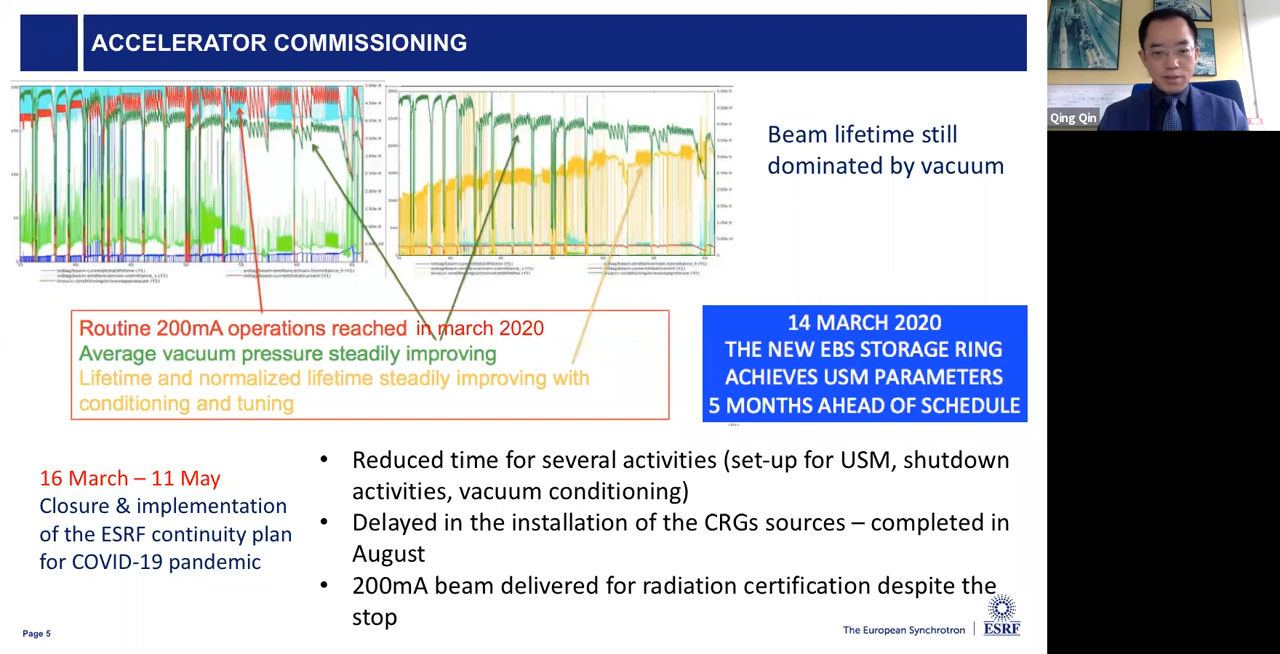 ACCELERATOR COMMISSIONING
Qing Qin
Beam lifetime still
dominated by vacuum
Routine 200mA operations reached in march 2020
Average vacuum pressure steadily improving
Lifetime and normalized lifetime steadily improving with
conditioning and tuning
14 MARCH 2020
THE NEW EBS STORAGE RING
ACHIEVES USM PARAMETERS
5 MONTHS AHEAD OF SCHEDULE
16 March – 11 May
Closure & implementation
of the ESRF continuity plan
for COVID-19 pandemic
• Reduced time for several activities (set-up for USM, shutdown
activities, vacuum conditioning)
• Delayed in the installation of the CRGs sources – completed in
August
• 200mA beam delivered for radiation certification despite the
stop
Page 5
The European Synchrotron
ESRF